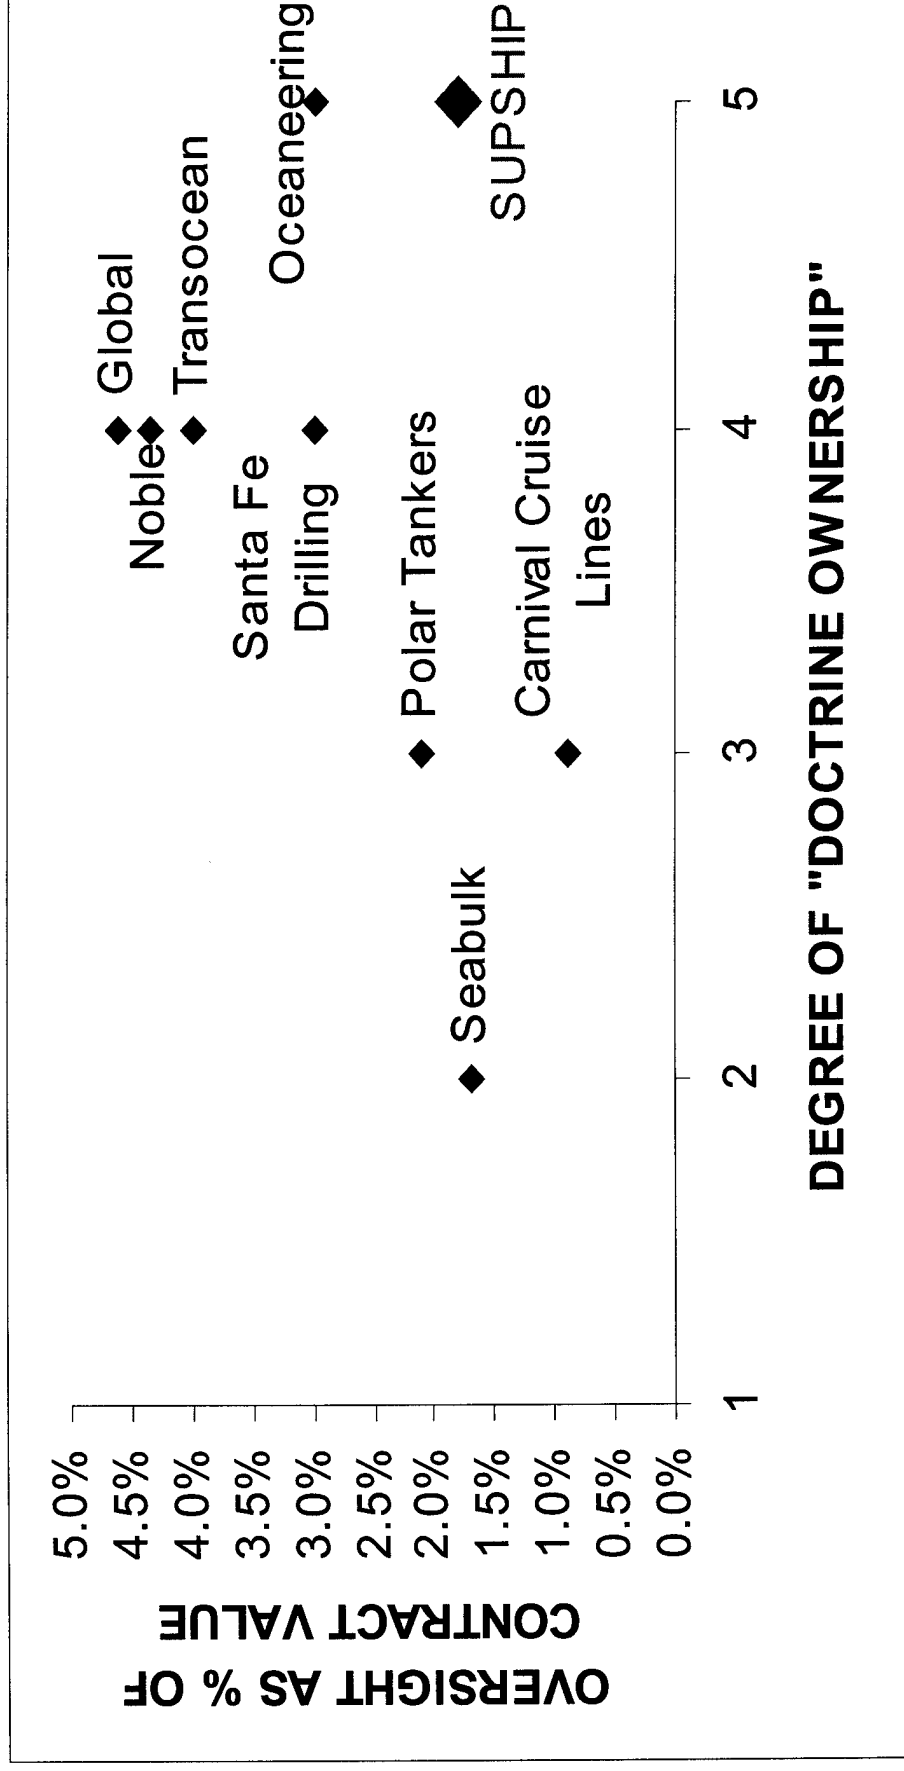 OVERSIGHT AS % OF
CONTRACT VALUE
5.0%
4.5%
4.0%
3.5%
3.0%
2.5%
2.0%
1.5%
1.0%
0.5%
0.0%
Global
Noble
Transocean
Santa Fe
Drilling
Oceaneering
Polar Tankers
Seabulk
Carnival Cruise
Lines
SUPSHIP
1
2
3
4
5
DEGREE OF "DOCTRINE OWNERSHIP"